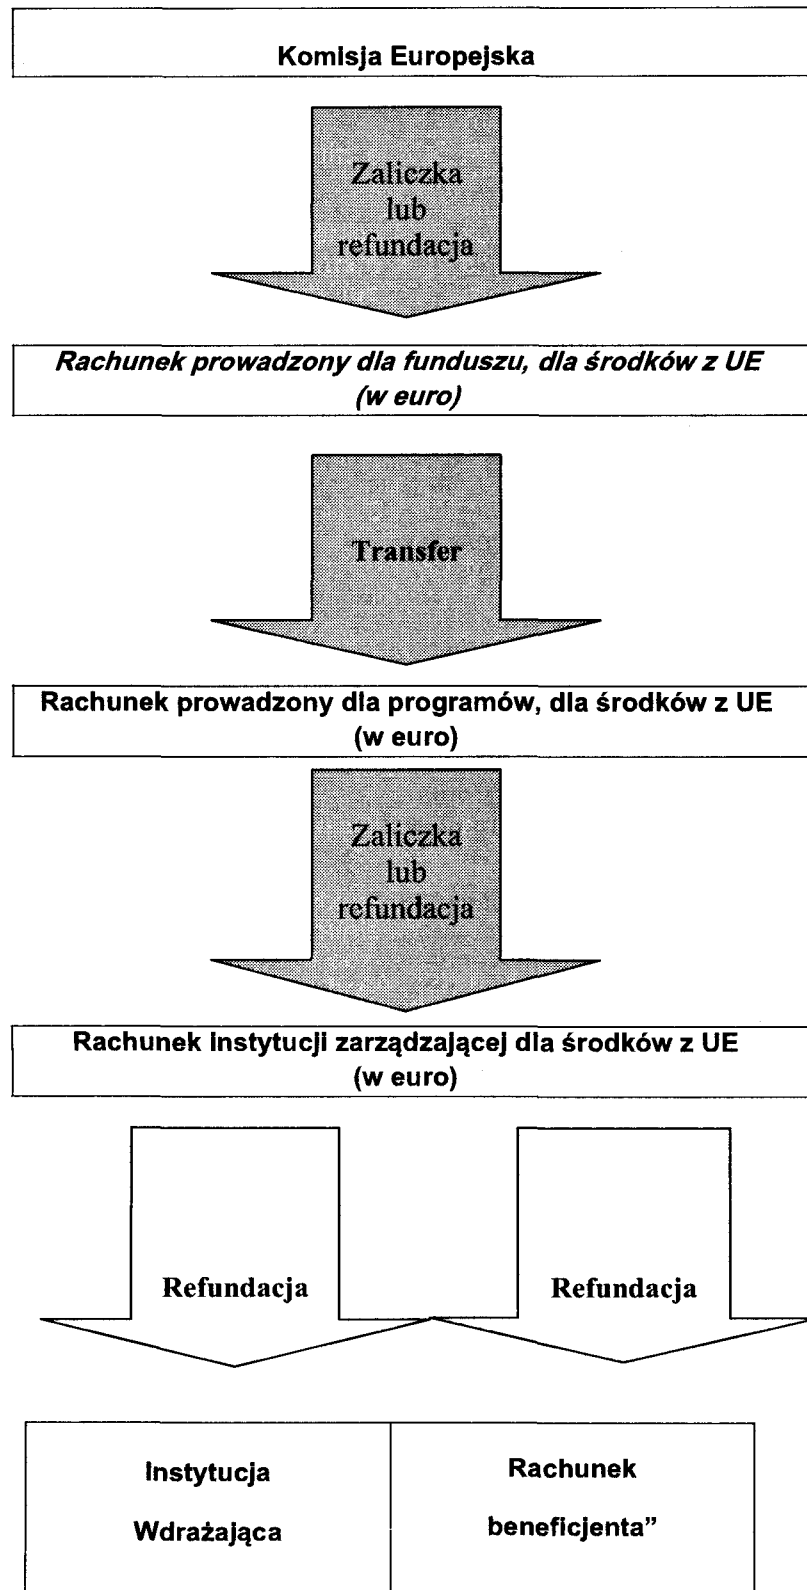 Komisja Europejska
Zaliczka
lub
refundacja
Rachunek prowadzony dla funduszu, dla środków z UE
(w euro)
Transfer
Rachunek prowadzony dla programów, dla środków z UE
(w euro)
Zaliczka
lub
refundacja
Rachunek instytucji zarządzającej dla środków z UE
(w euro)
Refundacja
Refundacja
Instytucja
Wdrażająca
Rachunek
beneficjenta”